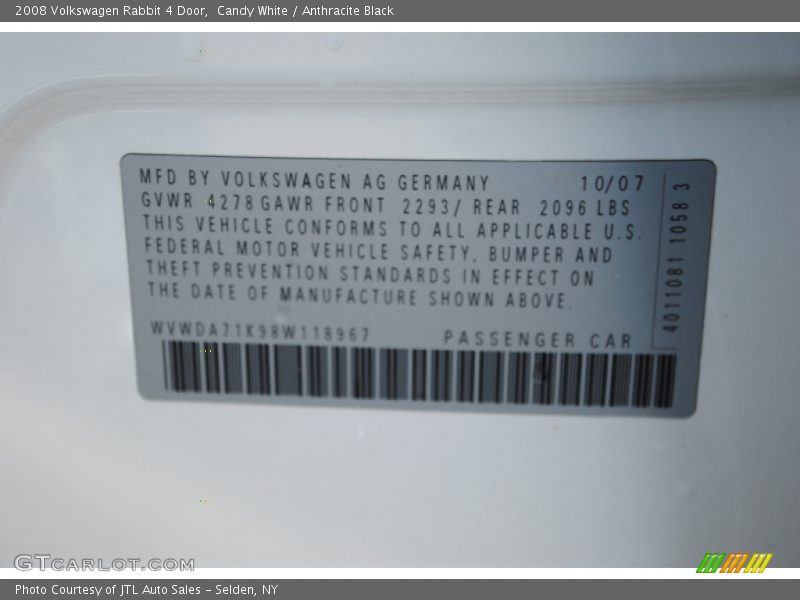 2008 Volkswagen Rabbit 4 Door,  Candy White / Anthracite Black
MFD BY VOLKSWAGEN AG GERMANY 10/07
GVWR 4278 GAWR FRONT 2293/ REAR 2096 LBS
THIS VEHICLE CONFORMS TO ALL APPLICABLE U.S.
FEDERAL MOTOR VEHICLE SAFETY, BUMPER AND
THEFT PREVENTION STANDARDS IN EFFECT ON
THE DATE OF MANUFACTURE SHOWN ABOVE.
WVWDA71K98W118967 PASSENGER CAR
4011081 1058 3
GTCARLOT.COM
Photo Courtesy of JTL Auto Sales - Selden, NY